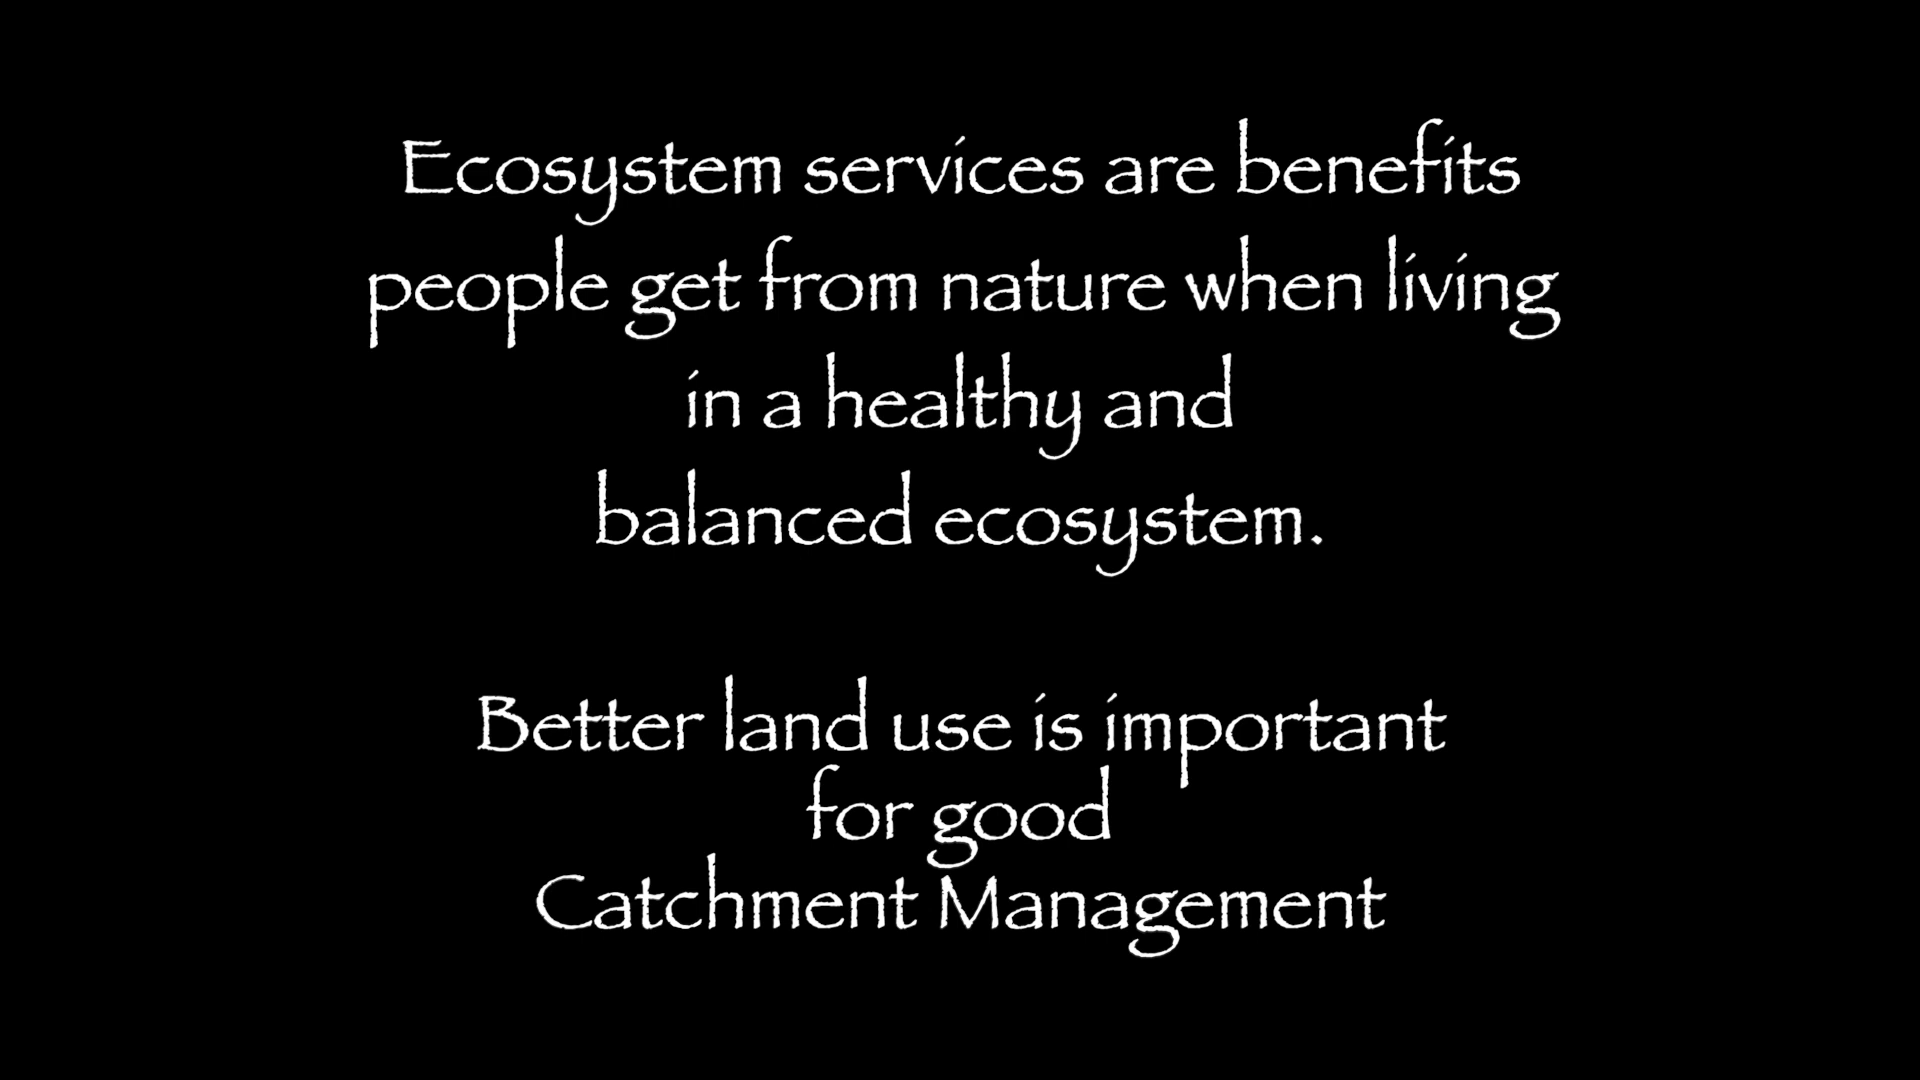 Ecosystem services are benefits
people get from nature when living
in a healthy and
balanced ecosystem.
Better land use is important
for good
Catchment Management